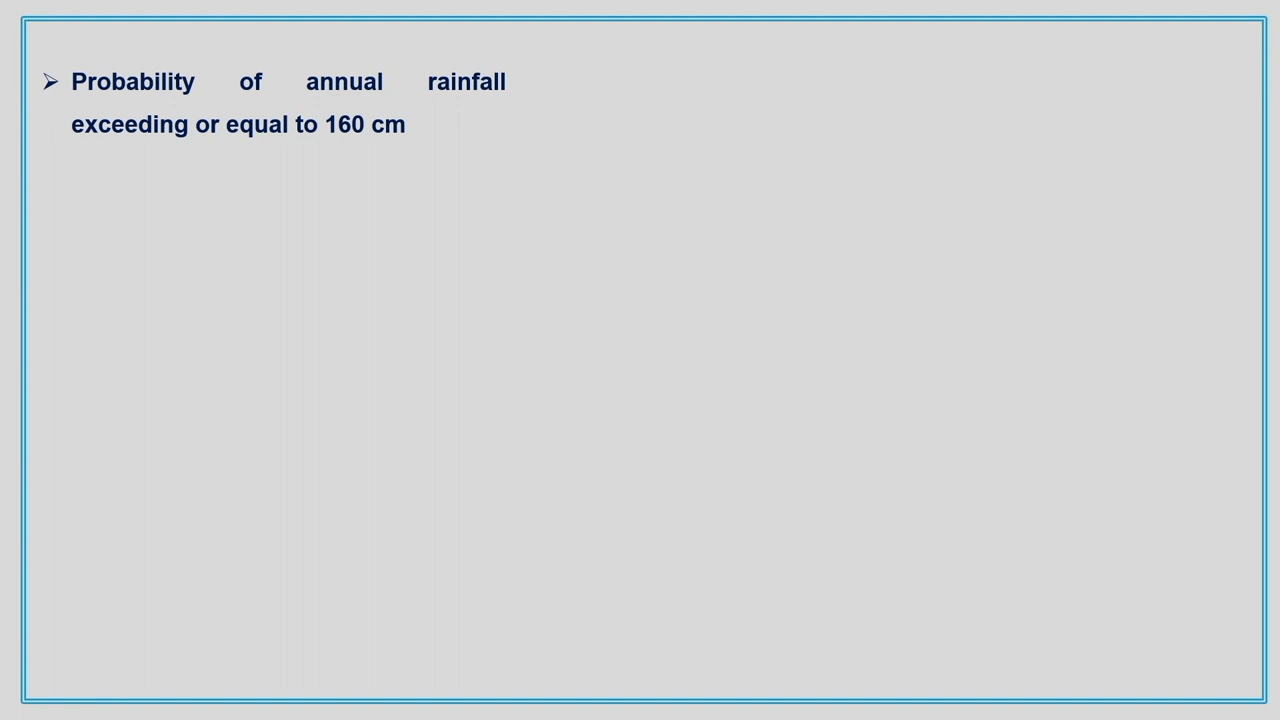 ➢ Probability of annual rainfall
exceeding or equal to 160 cm